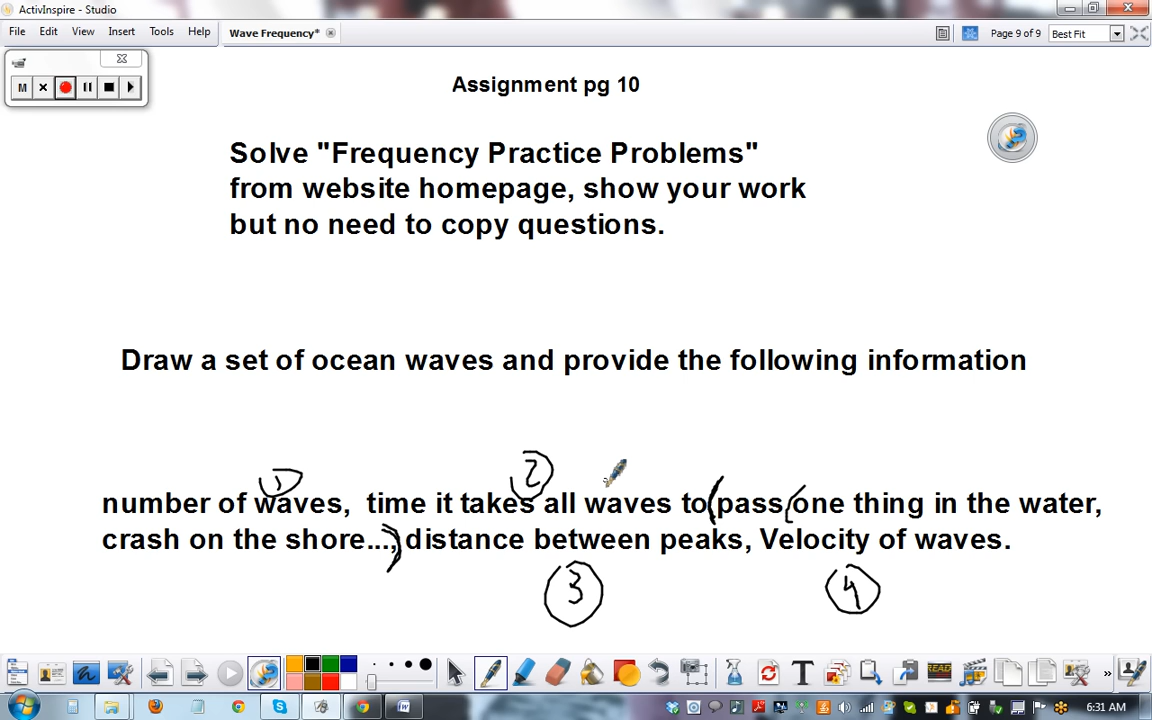 ActivInspire - Studio
File Edit View Insert Tools Help
Wave Frequency*
Page 9 of 9 Best Fit
M
Assignment pg 10
Solve "Frequency Practice Problems"
from website homepage, show your work
but no need to copy questions.
Draw a set of ocean waves and provide the following information
1 2
number of waves, time it takes all waves to (pass, (one thing in the water,
crash on the shore...,) distance between peaks, Velocity of waves.
3 4
T READ »
W 6:31 AM